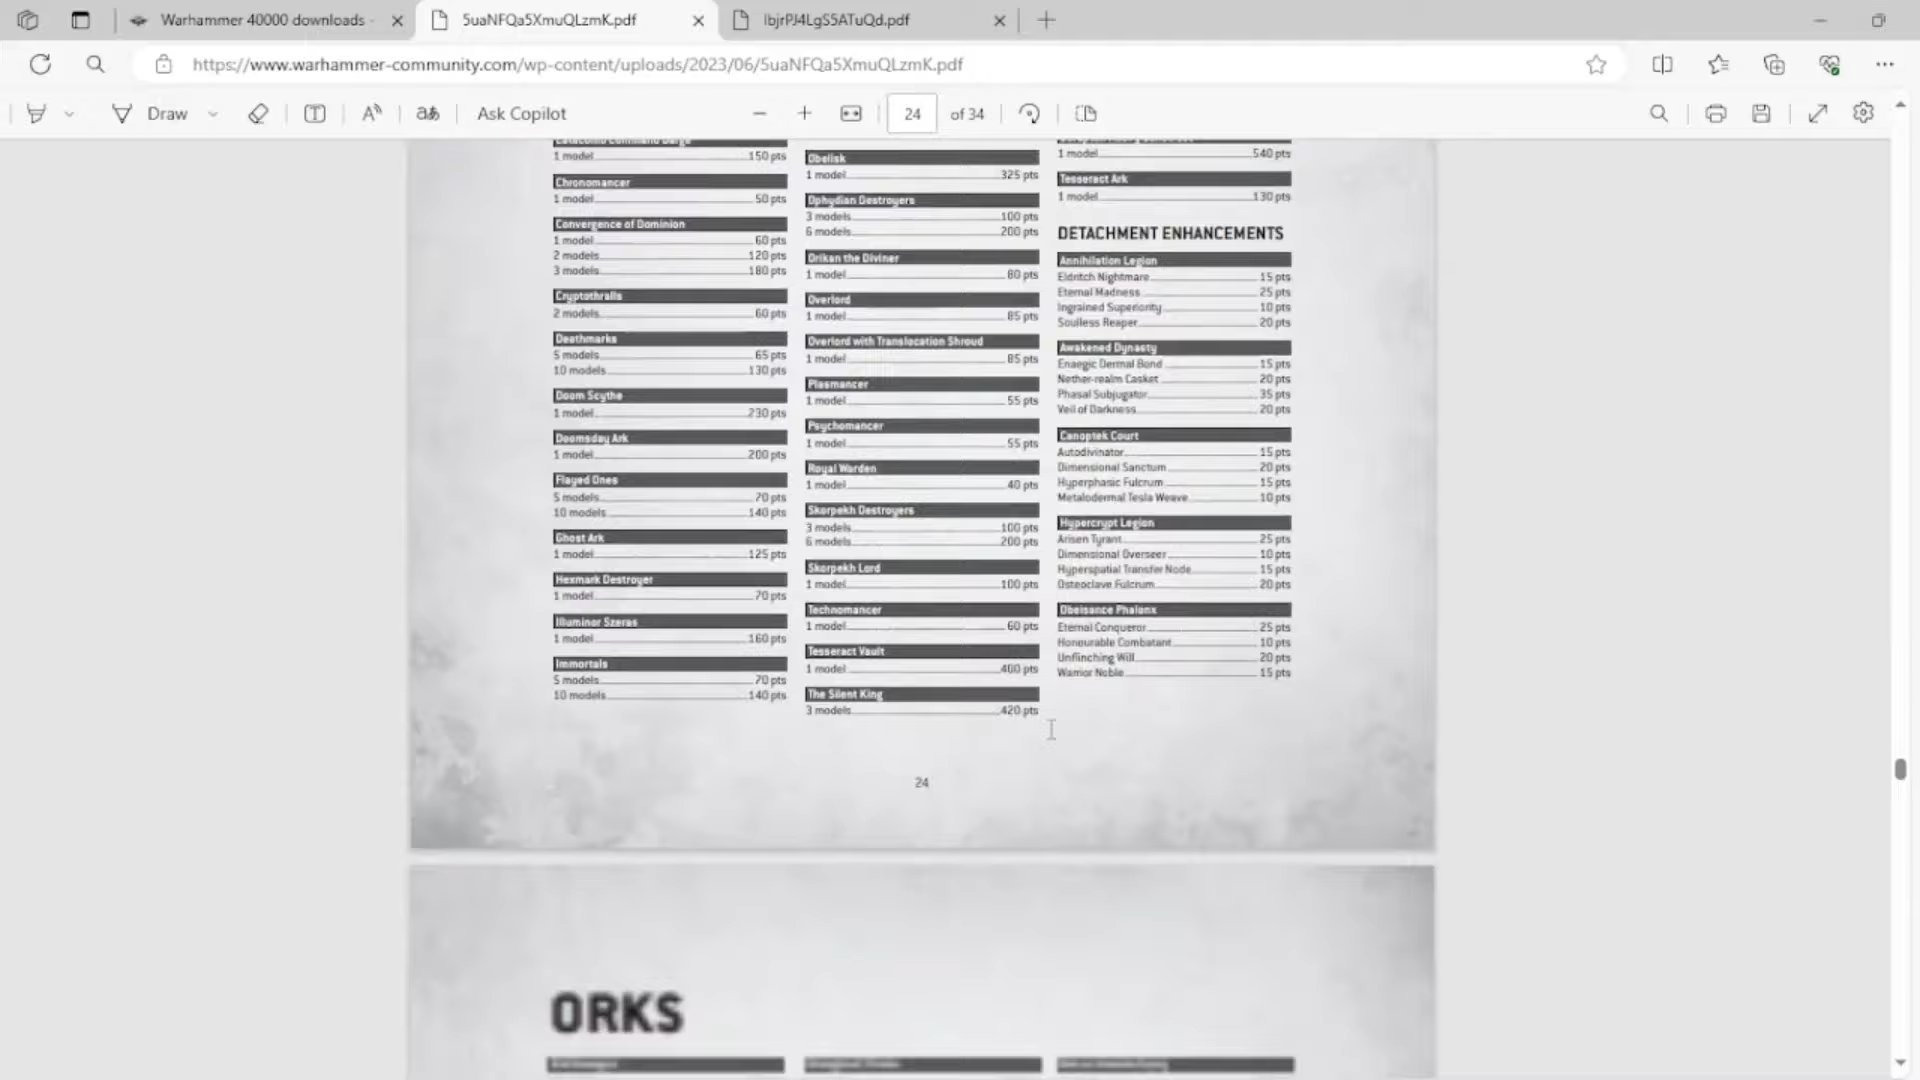 Warhammer 40000 downloads -
5uaNFQa5XmuQLzmK.pdf
lbjrPJ4LgS5ATuQd.pdf
https://www.warhammer-community.com/wp-content/uploads/2023/06/5uaNFQa5XmuQLzmK.pdf
Draw
aあ
Ask Copilot
24
of 34
Catacomb Command Barge
1 model 150 pts
Chronomancer
1 model 50 pts
Convergence of Dominion
1 model 60 pts
2 models 120 pts
3 models 180 pts
Cryptothralls
2 models 60 pts
Deathmarks
5 models 65 pts
10 models 130 pts
Doom Scythe
1 model 230 pts
Doomsday Ark
1 model 200 pts
Flayed Ones
5 models 70 pts
10 models 140 pts
Ghost Ark
1 model 125 pts
Hexmark Destroyer
1 model 70 pts
Illuminor Szeras
1 model 160 pts
Immortals
5 models 70 pts
10 models 140 pts
Obelisk
1 model 325 pts
Ophydian Destroyers
3 models 100 pts
6 models 200 pts
Orikan the Diviner
1 model 80 pts
Overlord
1 model 85 pts
Overlord with Translocation Shroud
1 model 85 pts
Plasmancer
1 model 55 pts
Psychomancer
1 model 55 pts
Royal Warden
1 model 40 pts
Skorpekh Destroyers
3 models 100 pts
6 models 200 pts
Skorpekh Lord
1 model 100 pts
Technomancer
1 model 60 pts
Tesseract Vault
1 model 400 pts
The Silent King
3 models 420 pts
1 model 540 pts
Tesseract Ark
1 model 130 pts
DETACHMENT ENHANCEMENTS
Annihilation Legion
Eldritch Nightmare 15 pts
Eternal Madness 25 pts
Ingrained Superiority 10 pts
Soulless Reaper 20 pts
Awakened Dynasty
Enaegic Dermal Bond 15 pts
Nether-realm Casket 20 pts
Phasal Subjugator 35 pts
Veil of Darkness 20 pts
Canoptek Court
Autodivinator 15 pts
Dimensional Sanctum 20 pts
Hyperphasic Fulcrum 15 pts
Metalodermal Tesla Weave 10 pts
Hypercrypt Legion
Arisen Tyrant 25 pts
Dimensional Overseer 10 pts
Hyperspatial Transfer Node 15 pts
Osteoclave Fulcrum 20 pts
Obeisance Phalanx
Eternal Conqueror 25 pts
Honourable Combatant 10 pts
Unflinching Will 20 pts
Warrior Noble 15 pts
24
ORKS